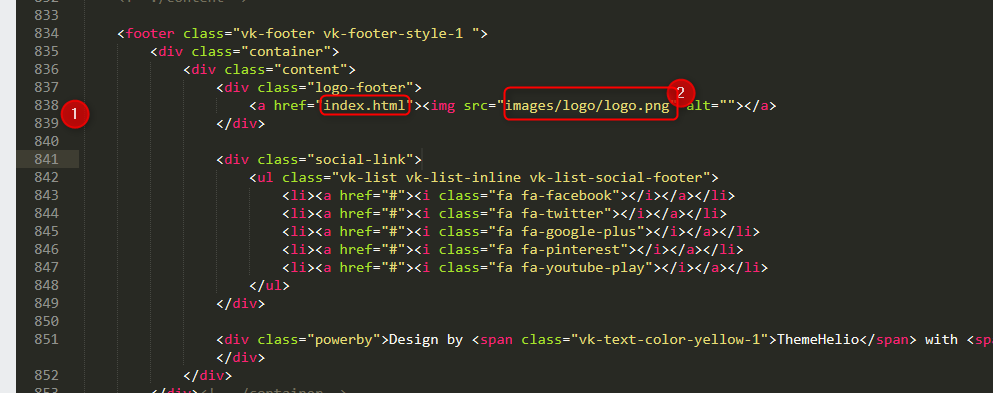 832 <!-- ./content -->
833
834 <footer class="vk-footer vk-footer-style-1 ">
835 <div class="container">
836 <div class="content">
837 <div class="logo-footer">
838 <a href="index.html"><img src="images/logo/logo.png" alt=""></a>
839 </div>
840
841 <div class="social-link">
842 <ul class="vk-list vk-list-inline vk-list-social-footer">
843 <li><a href="#"><i class="fa fa-facebook"></i></a></li>
844 <li><a href="#"><i class="fa fa-twitter"></i></a></li>
845 <li><a href="#"><i class="fa fa-google-plus"></i></a></li>
846 <li><a href="#"><i class="fa fa-pinterest"></i></a></li>
847 <li><a href="#"><i class="fa fa-youtube-play"></i></a></li>
848 </ul>
849 </div>
850
851 <div class="powerby">Design by <span class="vk-text-color-yellow-1">ThemeHelio</span> with <sp
</div>
852 </div>
853 </div><!-- ./container -->
1
2